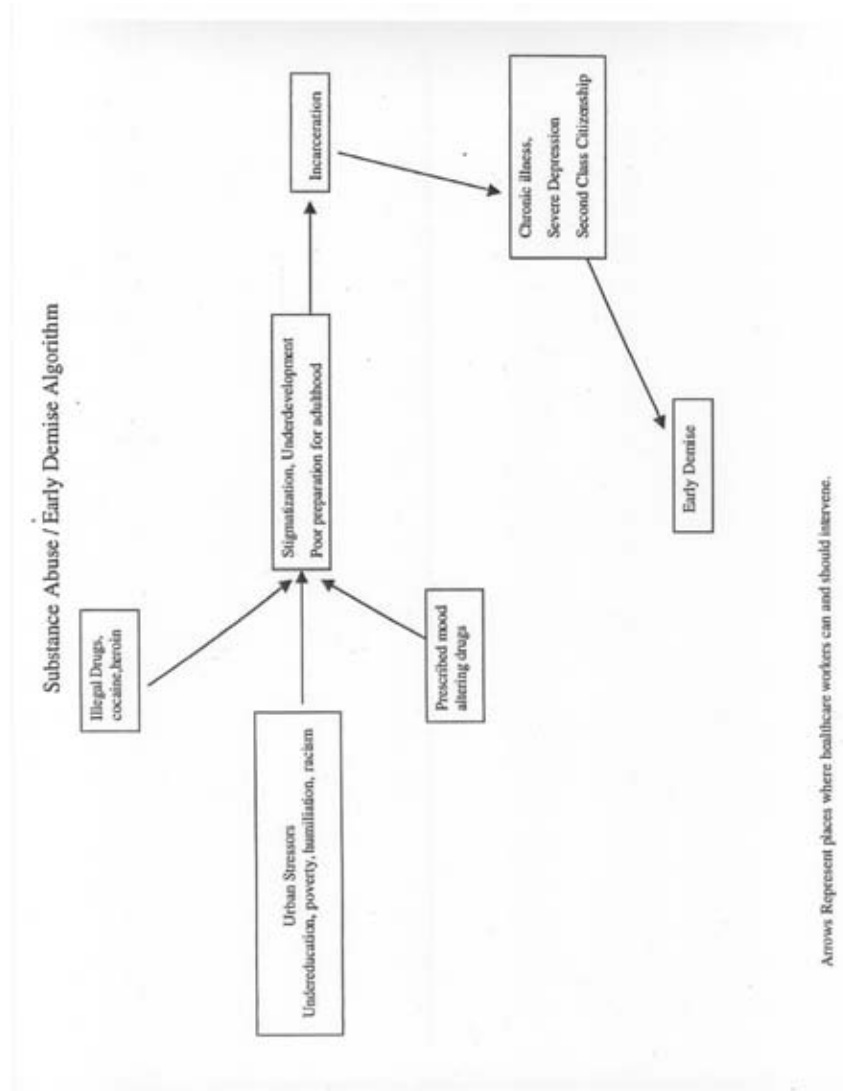 Substance Abuse / Early Demise Algorithm
Illegal Drugs,
cocaine,heroin
Urban Stressors
Undereducation, poverty, humiliation, racism
Prescribed mood
altering drugs
Stigmatization, Underdevelopment
Poor preparation for adulthood
Incarceration
Chronic illness,
Severe Depression
Second Class Citizenship
Early Demise
Arrows Represent places where healthcare workers can and should intervene.